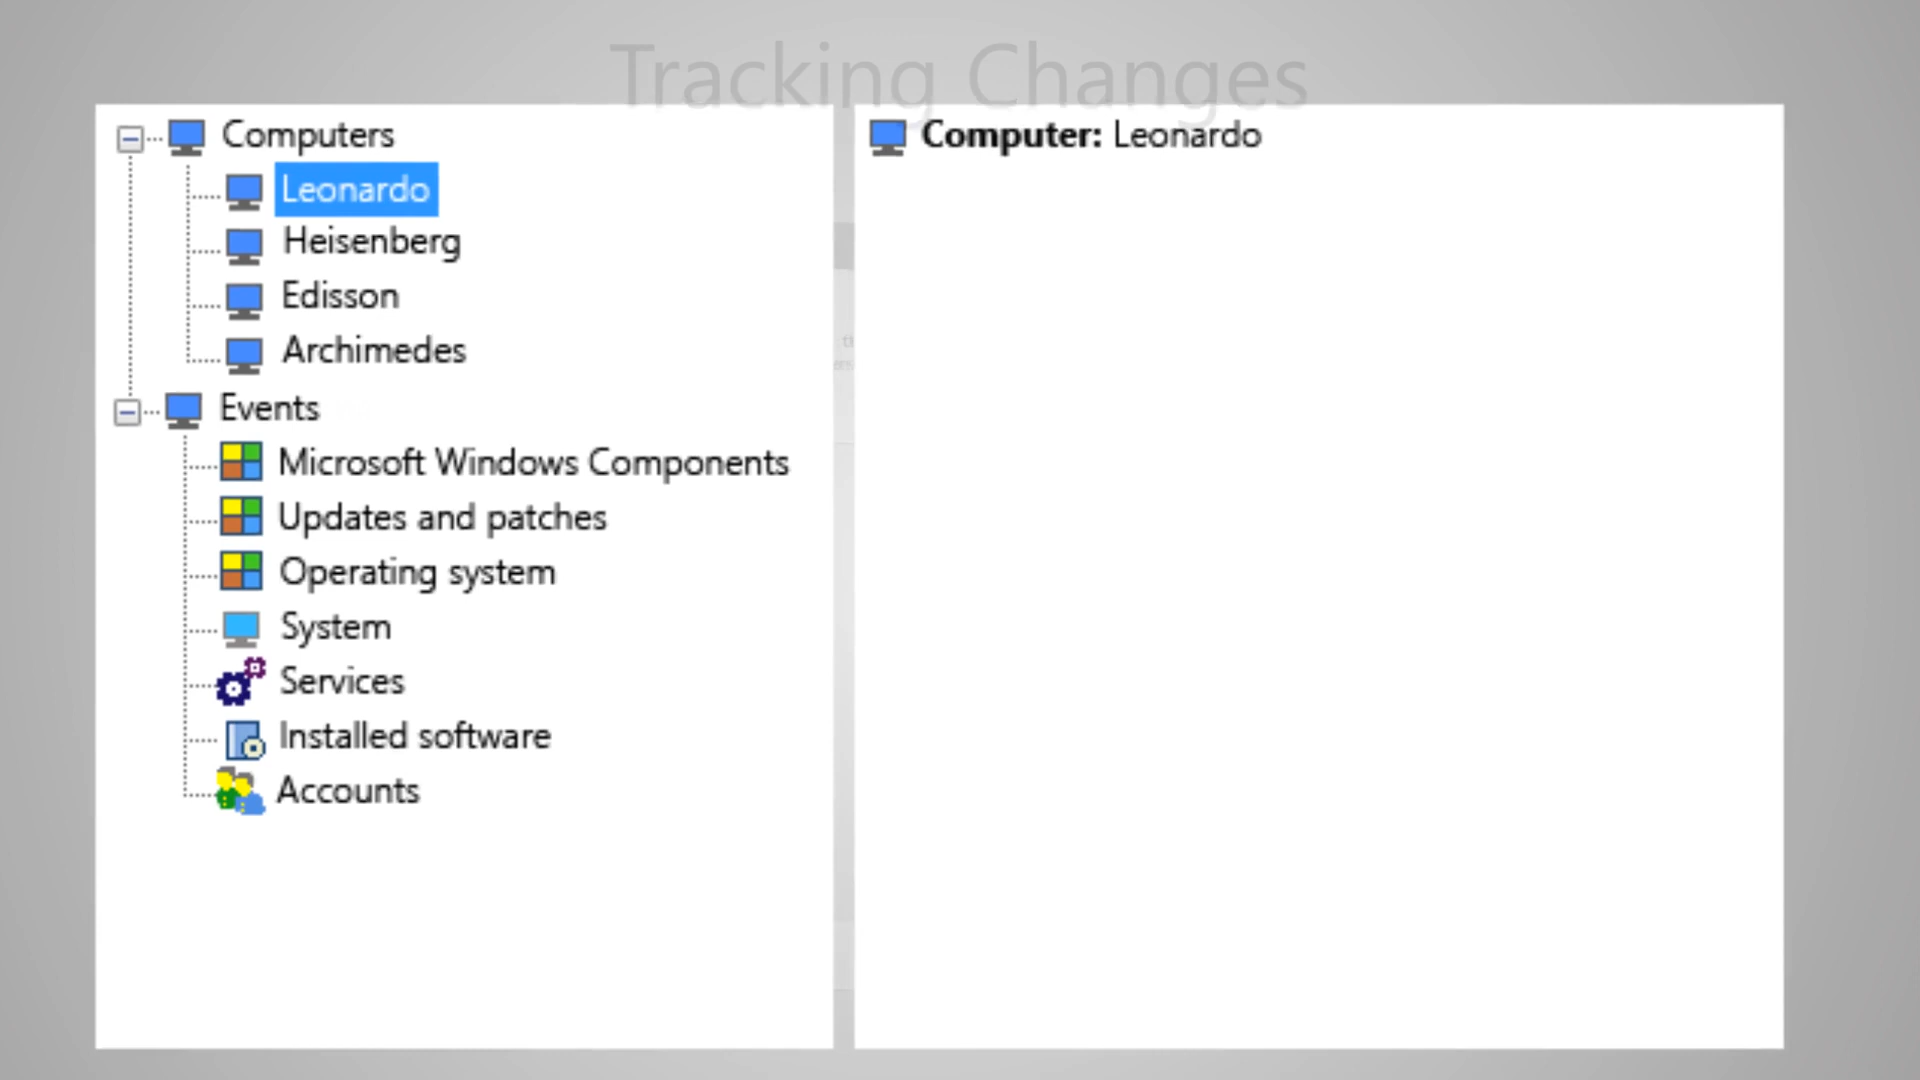 Tracking Changes
Computers
Leonardo
Heisenberg
Edisson
Archimedes
Events
Microsoft Windows Components
Updates and patches
Operating system
System
Services
Installed software
Accounts
Computer: Leonardo